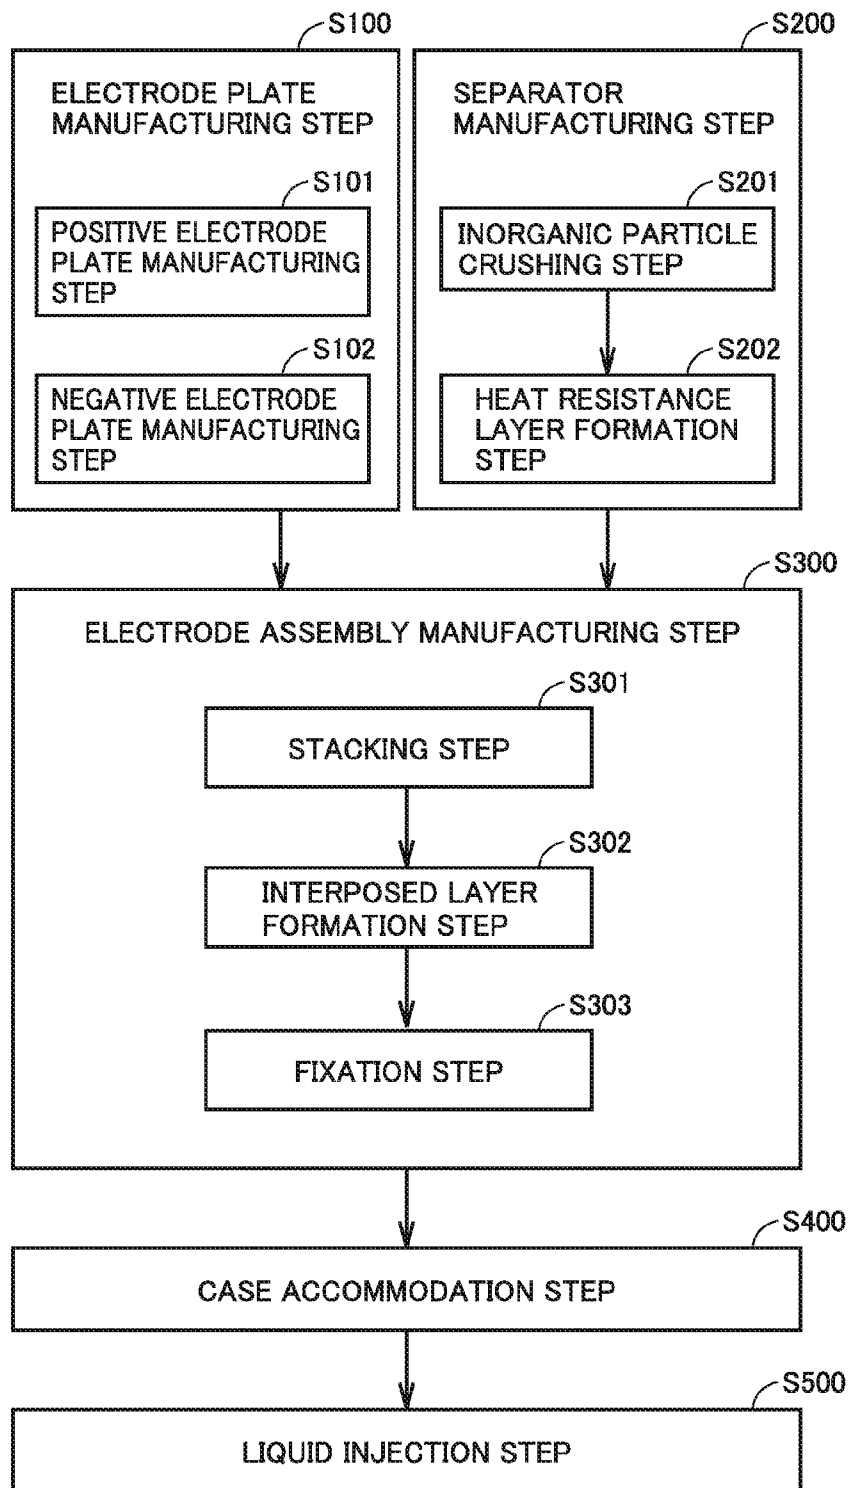 S100
ELECTRODE PLATE
MANUFACTURING STEP
S101
POSITIVE ELECTRODE
PLATE MANUFACTURING
STEP
S102
NEGATIVE ELECTRODE
PLATE MANUFACTURING
STEP
S200
SEPARATOR
MANUFACTURING STEP
S201
INORGANIC PARTICLE
CRUSHING STEP
S202
HEAT RESISTANCE
LAYER FORMATION
STEP
S300
ELECTRODE ASSEMBLY MANUFACTURING STEP
S301
STACKING STEP
S302
INTERPOSED LAYER
FORMATION STEP
S303
FIXATION STEP
S400
CASE ACCOMMODATION STEP
S500
LIQUID INJECTION STEP